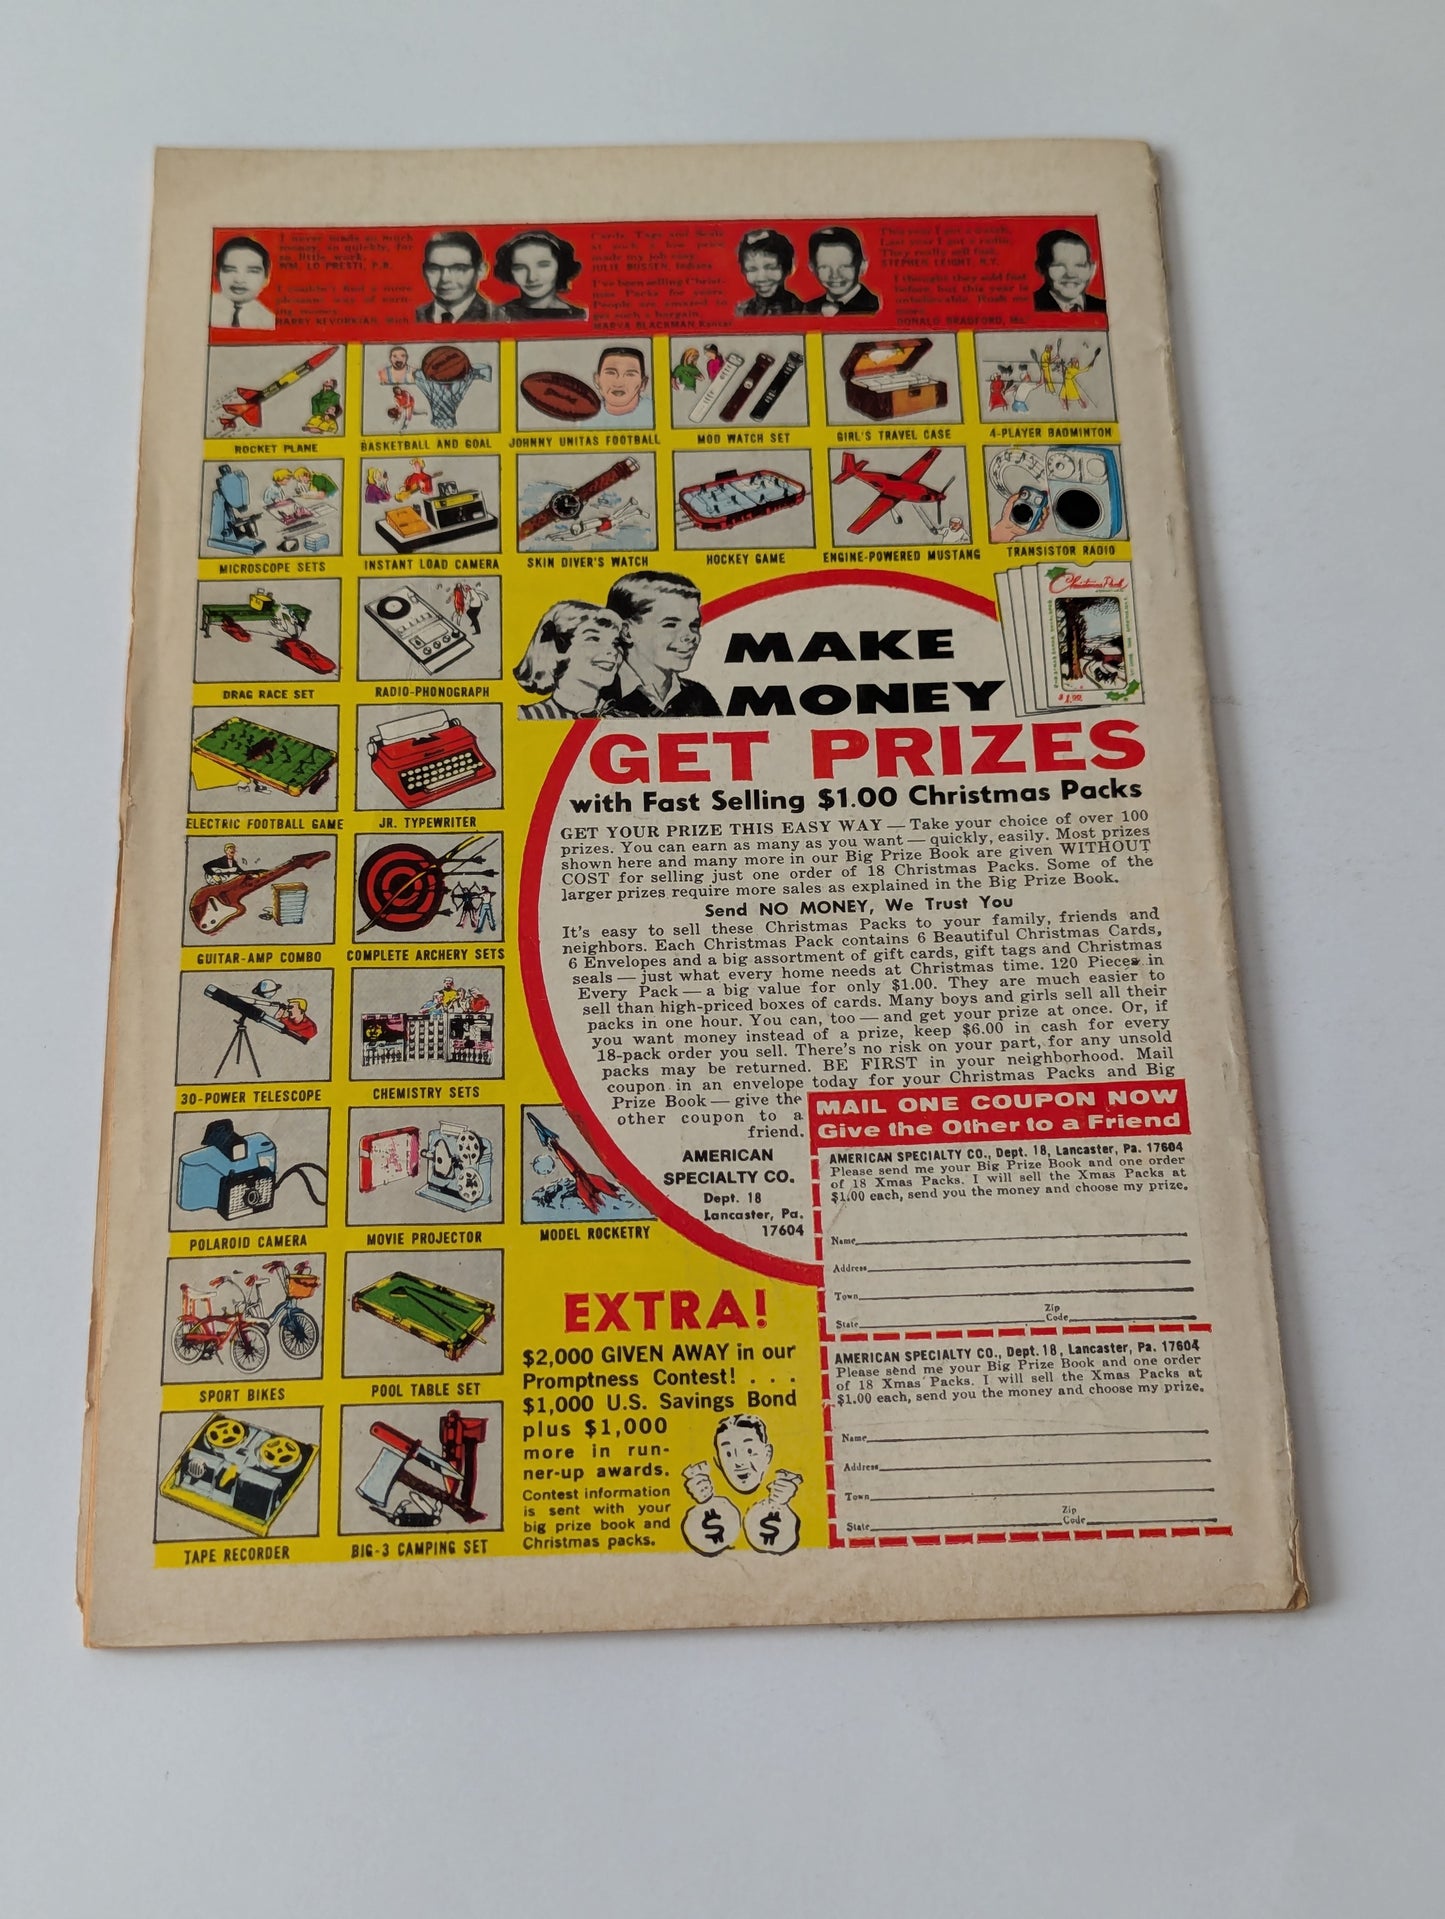 I never made so much
money, so quickly, for
so little work.
WM. LO PRESTI, P.R.
I couldn't find a more
pleasant way of earn-
ing money.
HARRY KEVORKIAN, Mich.
Cards, Tags and Seals
at such a low price
made my job easy.
JULIE BUSSEN, Indiana
I've been selling Christ-
mas Packs for years.
People are amazed to
get such a bargain.
MARVA BLACKMAN, Kansas
This year I got a watch,
Last year I got a radio.
They really sell fast.
STEPHEN LEIGHT, N.Y.
I thought they sold fast
before, but this year is
unbelievable. Rush me
more.
DONALD BRADFORD,
ROCKET PLANE
BASKETBALL AND GOAL
JOHNNY UNITAS FOOTBALL
MOD WATCH SET
GIRL'S TRAVEL CASE
4-PLAYER BADMINTON
MICROSCOPE SETS
INSTANT LOAD CAMERA
SKIN DIVER'S WATCH
HOCKEY GAME
ENGINE-POWERED MUSTANG
TRANSISTOR RADIO
DRAG RACE SET
RADIO-PHONOGRAPH
ELECTRIC FOOTBALL GAME
JR. TYPEWRITER
GUITAR-AMP COMBO
COMPLETE ARCHERY SETS
30-POWER TELESCOPE
CHEMISTRY SETS
POLAROID CAMERA
MOVIE PROJECTOR
MODEL ROCKETRY
SPORT BIKES
POOL TABLE SET
TAPE RECORDER
BIG-3 CAMPING SET
Christmas Pack
$1.00
MAKE
MONEY
GET PRIZES
with Fast Selling $1.00 Christmas Packs
GET YOUR PRIZE THIS EASY WAY — Take your choice of over 100
prizes. You can earn as many as you want — quickly, easily. Most prizes
shown here and many more in our Big Prize Book are given WITHOUT
COST for selling just one order of 18 Christmas Packs. Some of the
larger prizes require more sales as explained in the Big Prize Book.
Send NO MONEY, We Trust You
It's easy to sell these Christmas Packs to your family, friends and
neighbors. Each Christmas Pack contains 6 Beautiful Christmas Cards,
6 Envelopes and a big assortment of gift cards, gift tags and Christmas
seals — just what every home needs at Christmas time. 120 Pieces in
Every Pack — a big value for only $1.00. They are much easier to
sell than high-priced boxes of cards. Many boys and girls sell all their
packs in one hour. You can, too — and get your prize at once. Or, if
you want money instead of a prize, keep $6.00 in cash for every
18-pack order you sell. There's no risk on your part, for any unsold
packs may be returned. BE FIRST in your neighborhood. Mail
coupon in an envelope today for your Christmas Packs and Big
Prize Book — give the
other coupon to a
friend.
AMERICAN
SPECIALTY CO.
Dept. 18
Lancaster, Pa.
17604
EXTRA!
$2,000 GIVEN AWAY in our
Promptness Contest! . . .
$1,000 U.S. Savings Bond
plus $1,000
more in run-
ner-up awards.
Contest information
is sent with your
big prize book and
Christmas packs.
$ $
MAIL ONE COUPON NOW
Give the Other to a Friend
AMERICAN SPECIALTY CO., Dept. 18, Lancaster, Pa. 17604
Please send me your Big Prize Book and one order
of 18 Xmas Packs. I will sell the Xmas Packs at
$1.00 each, send you the money and choose my prize.
Name
Address
Town
State Zip Code
AMERICAN SPECIALTY CO., Dept. 18, Lancaster, Pa. 17604
Please send me your Big Prize Book and one order
of 18 Xmas Packs. I will sell the Xmas Packs at
$1.00 each, send you the money and choose my prize.
Name
Address
Town
State Zip Code